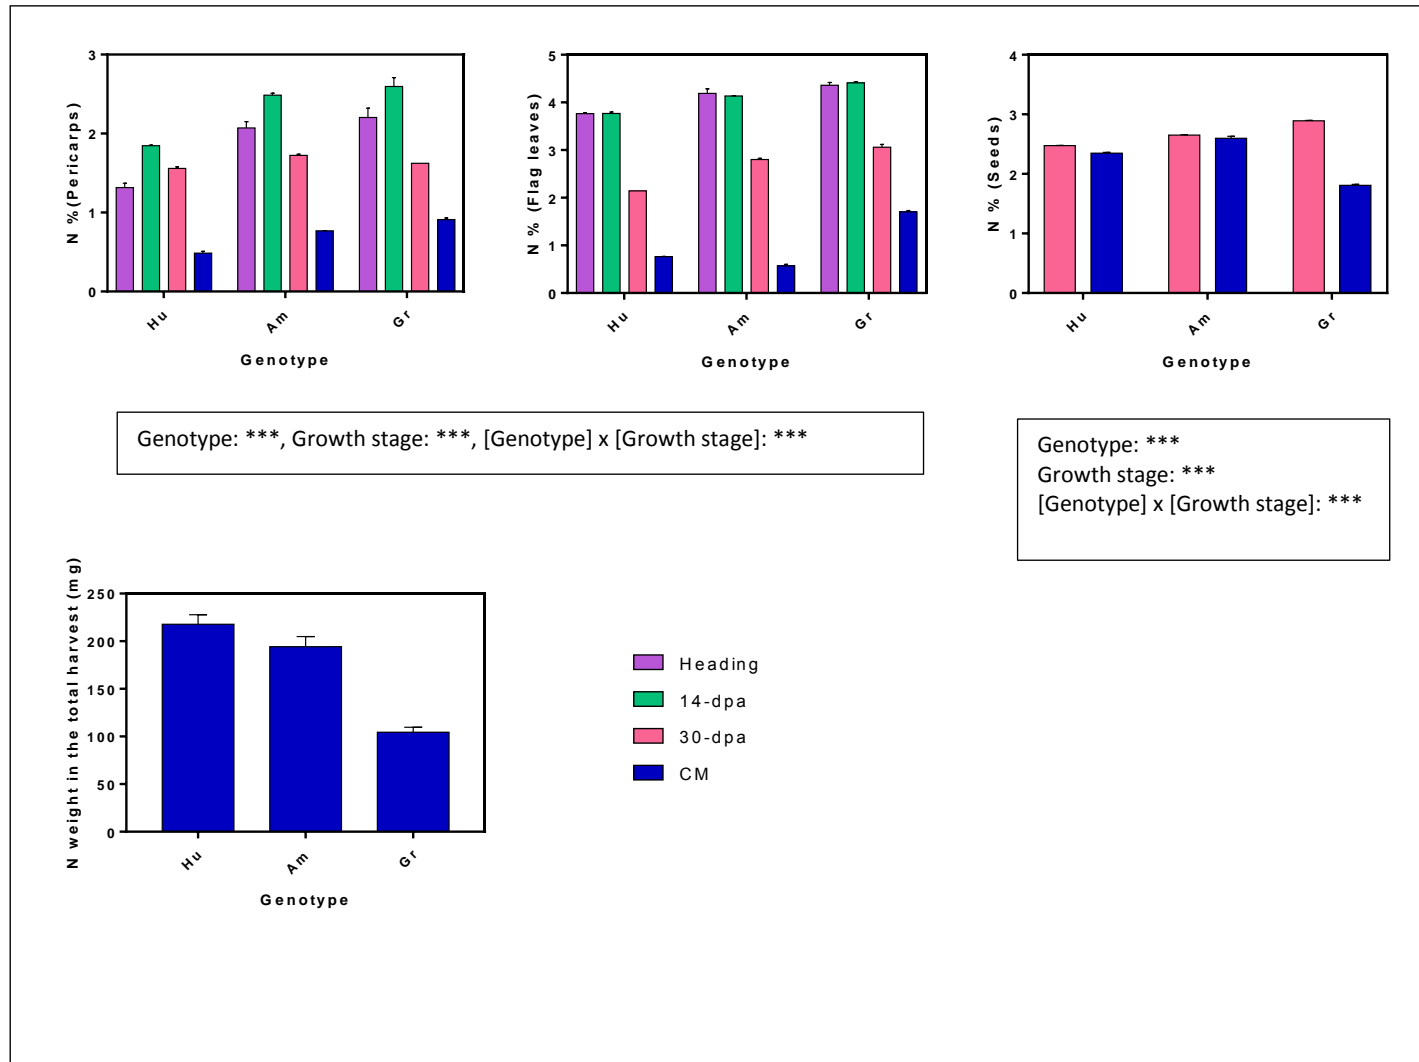 N %(Pericarps)
3
2
1
0
Hu
Am
Gr
Genotype
N % (Flag leaves)
5
4
3
2
1
0
Hu
Am
Gr
Genotype
N % (Seeds)
4
3
2
1
0
Hu
Am
Gr
Genotype
Genotype: ***, Growth stage: ***, [Genotype] x [Growth stage]: ***
Genotype: ***
Growth stage: ***
[Genotype] x [Growth stage]: ***
N weight in the total harvest (mg)
250
200
150
100
50
0
Hu
Am
Gr
Genotype
Heading
14-dpa
30-dpa
CM